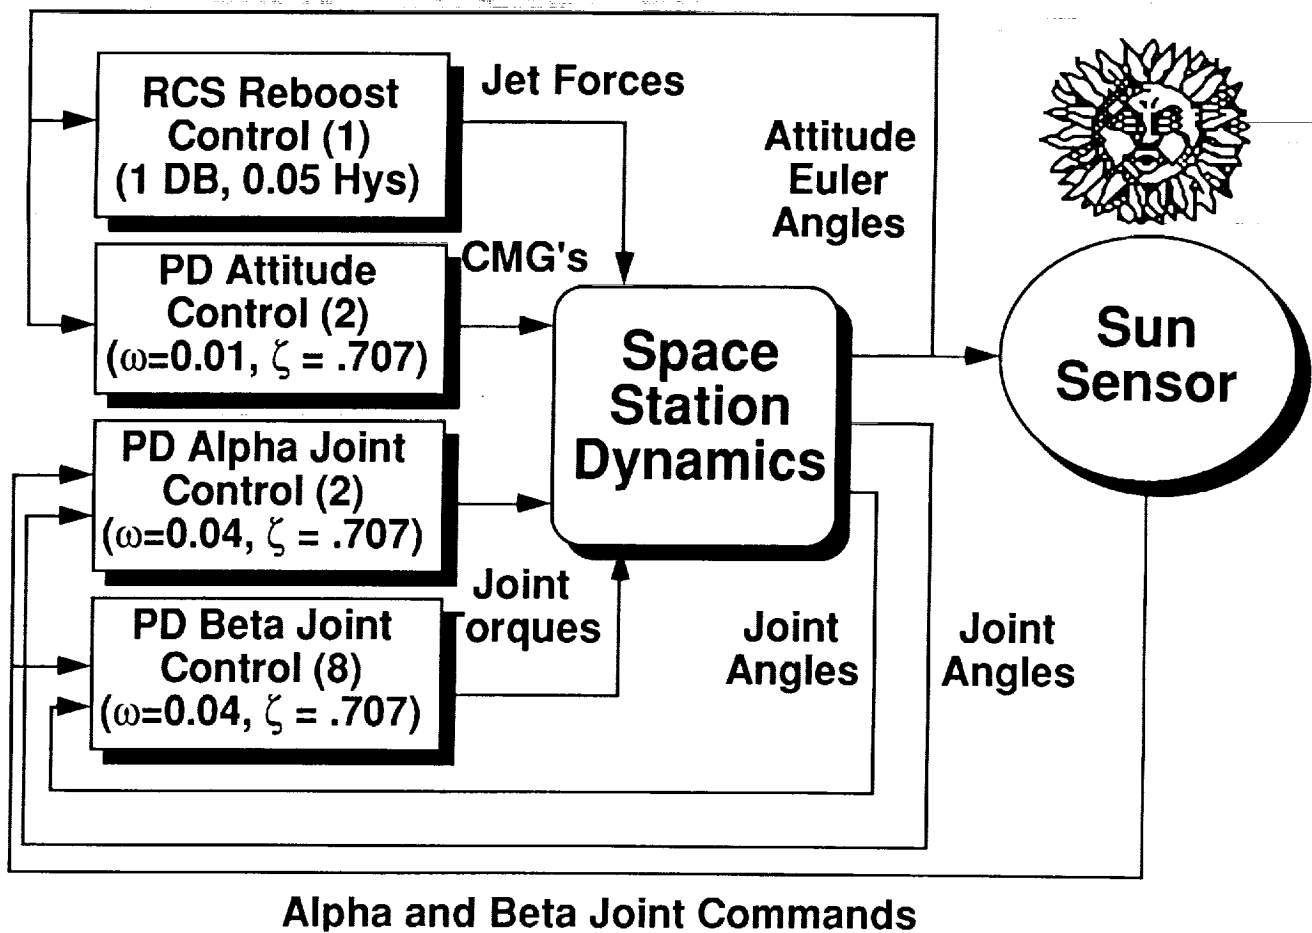 RCS Reboost
Control (1)
(1 DB, 0.05 Hys)
Jet Forces
PD Attitude
Control (2)
(ω=0.01, ζ = .707)
CMG's
PD Alpha Joint
Control (2)
(ω=0.04, ζ = .707)
PD Beta Joint
Control (8)
(ω=0.04, ζ = .707)
Joint
orques
Space
Station
Dynamics
Attitude
Euler
Angles
Sun
Sensor
Joint
Angles
Joint
Angles
Alpha and Beta Joint Commands